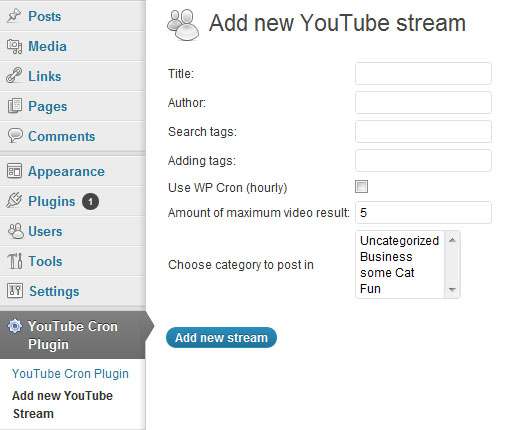 Posts
Media
Links
Pages
Comments
Appearance
Plugins 1
Users
Tools
Settings
YouTube Cron
Plugin
YouTube Cron Plugin
Add new YouTube
Stream
Add new YouTube stream
Title:
Author:
Search tags:
Adding tags:
Use WP Cron (hourly)
Amount of maximum video result: 5
Choose category to post in
Uncategorized
Business
some Cat
Fun
Add new stream